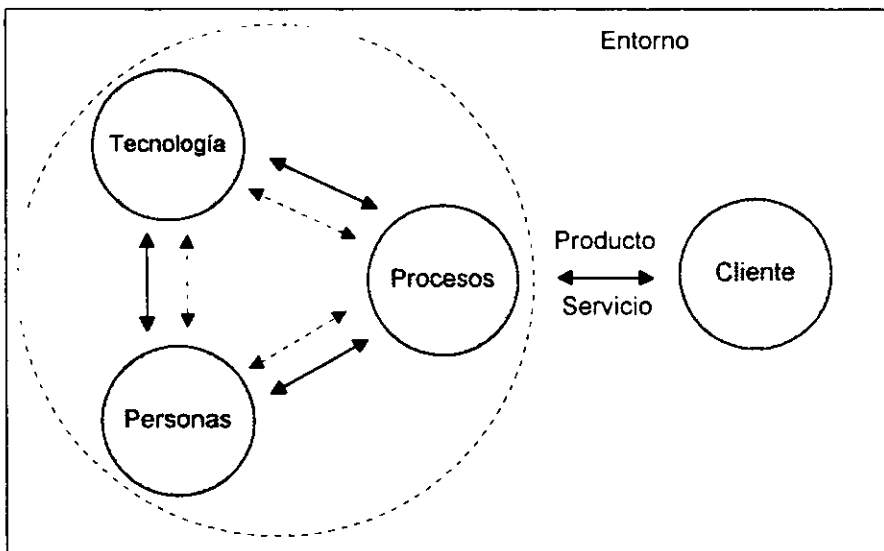 Entorno
Tecnología
Procesos
Producto
Servicio
Cliente
Personas